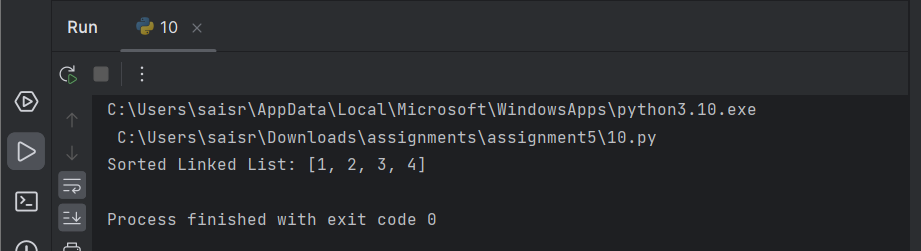 Run
10
C:\Users\saisr\AppData\Local\Microsoft\WindowsApps\python3.10.exe
C:\Users\saisr\Downloads\assignments\assignment5\10.py
Sorted Linked List: [1, 2, 3, 4]
Process finished with exit code 0